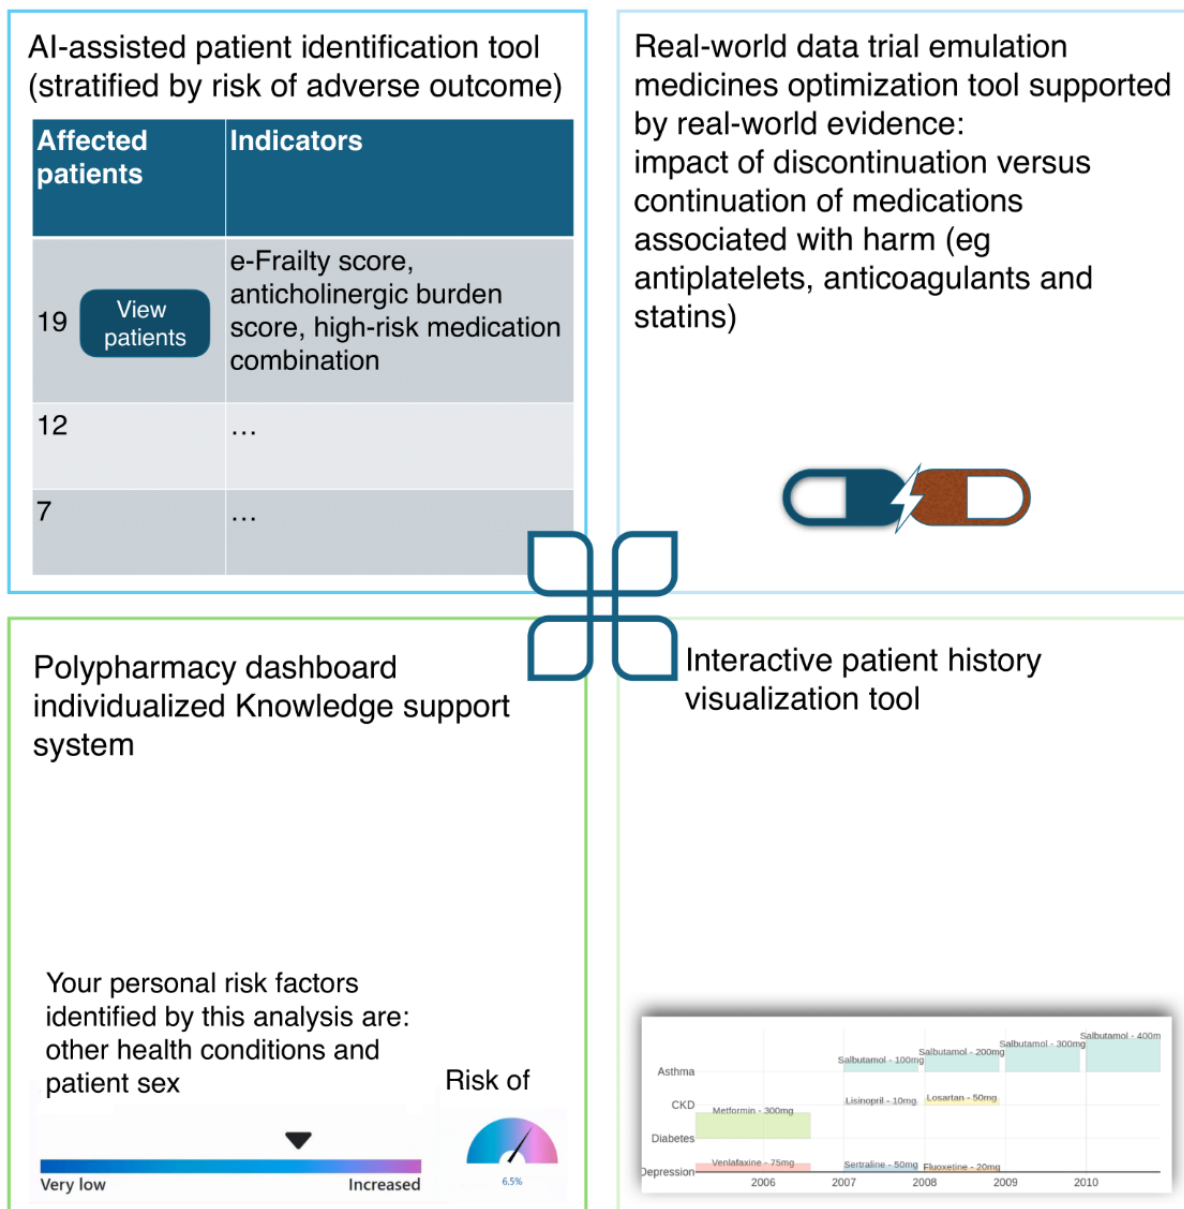 AI-assisted patient identification tool
(stratified by risk of adverse outcome)
Affected
patients
Indicators
19
View
patients
e-Frailty score,
anticholinergic burden
score, high-risk medication
combination
12
...
7
...
Real-world data trial emulation
medicines optimization tool supported
by real-world evidence:
impact of discontinuation versus
continuation of medications
associated with harm (eg
antiplatelets, anticoagulants and
statins)
Polypharmacy dashboard
individualized Knowledge support
system
Your personal risk factors
identified by this analysis are:
other health conditions and
patient sex
Very low
Increased
Risk of
6.5%
Interactive patient history
visualization tool
Salbutamol - 100mg
Salbutamol - 200mg
Salbutamol - 300mg
Salbutamol - 400m
Asthma
CKD
Lisinopril - 10mg
Losartan - 50mg
Metformin - 300mg
Diabetes
Venlafaxine - 75mg
Sertraline - 50mg
Fluoxetine - 20mg
Depression
2006
2007
2008
2009
2010